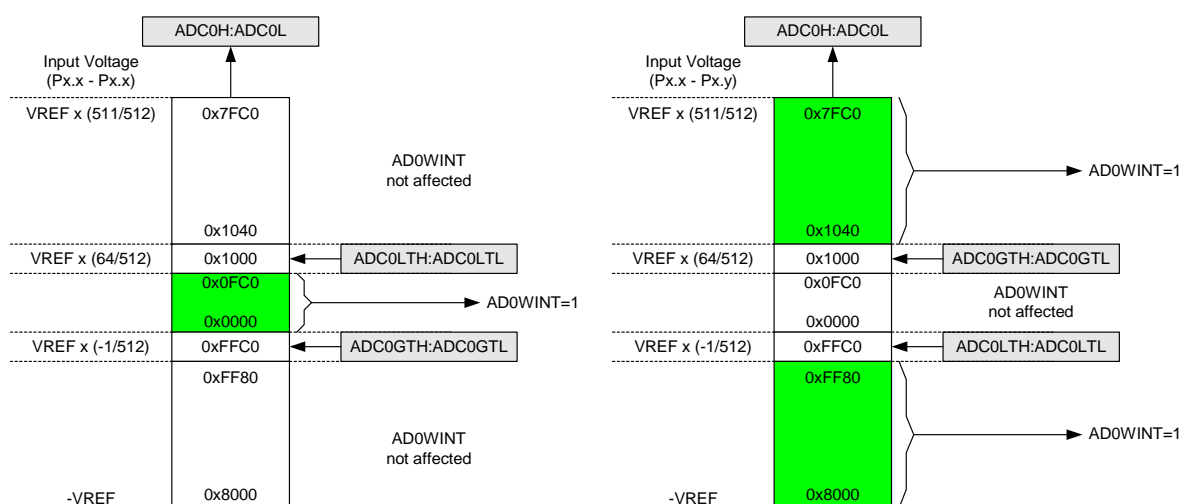 ADC0H:ADC0L
Input Voltage
(Px.x - Px.x)
VREF x (511/512)
0x7FC0
AD0WINT
not affected
0x1040
VREF x (64/512)
0x1000
ADC0LTH:ADC0LTL
0x0FC0
AD0WINT=1
0x0000
VREF x (-1/512)
0xFFC0
ADC0GTH:ADC0GTL
0xFF80
AD0WINT
not affected
-VREF
0x8000
ADC0H:ADC0L
Input Voltage
(Px.x - Px.y)
VREF x (511/512)
0x7FC0
AD0WINT=1
0x1040
VREF x (64/512)
0x1000
ADC0GTH:ADC0GTL
0x0FC0
AD0WINT
not affected
0x0000
VREF x (-1/512)
0xFFC0
ADC0LTH:ADC0LTL
0xFF80
AD0WINT=1
-VREF
0x8000